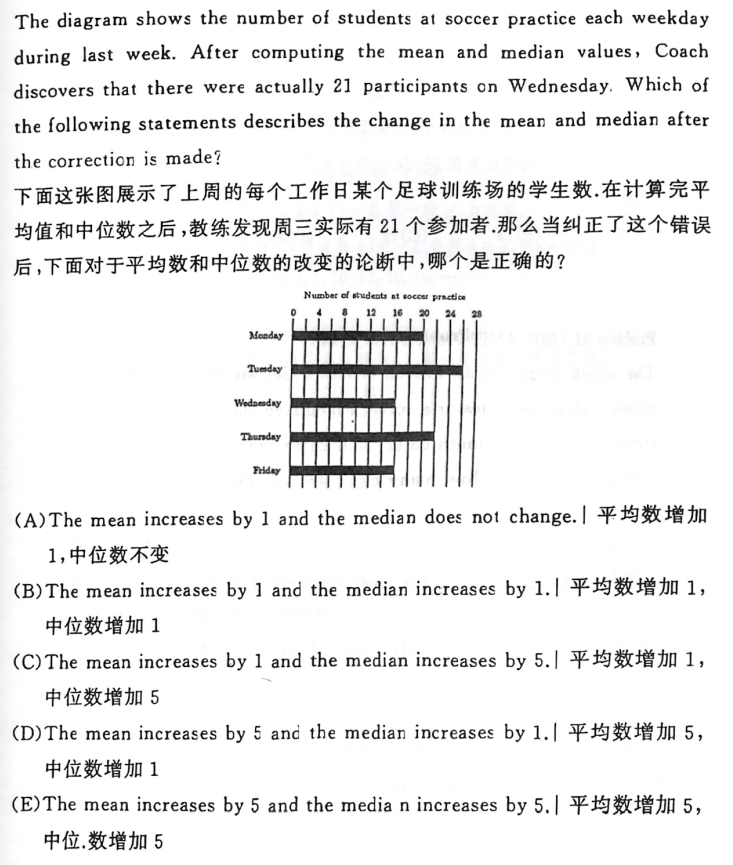 The diagram shows the number of students at soccer practice each weekday
during last week. After computing the mean and median values, Coach
discovers that there were actually 21 participants on Wednesday. Which of
the following statements describes the change in the mean and median after
the correction is made?
下面这张图展示了上周的每个工作日某个足球训练场的学生数.在计算完平
均值和中位数之后,教练发现周三实际有 21 个参加者.那么当纠正了这个错误
后,下面对于平均数和中位数的改变的论断中,哪个是正确的?
Number of students at soccer practice
0 4 8 12 16 20 24 28
Monday
Tuesday
Wednesday
Thursday
Friday
(A)The mean increases by 1 and the median does not change.| 平均数增加
1,中位数不变
(B)The mean increases by 1 and the median increases by 1.| 平均数增加 1,
中位数增加 1
(C)The mean increases by 1 and the median increases by 5.| 平均数增加 1,
中位数增加 5
(D)The mean increases by 5 and the median increases by 1.| 平均数增加 5,
中位数增加 1
(E)The mean increases by 5 and the media n increases by 5.| 平均数增加 5,
中位.数增加 5